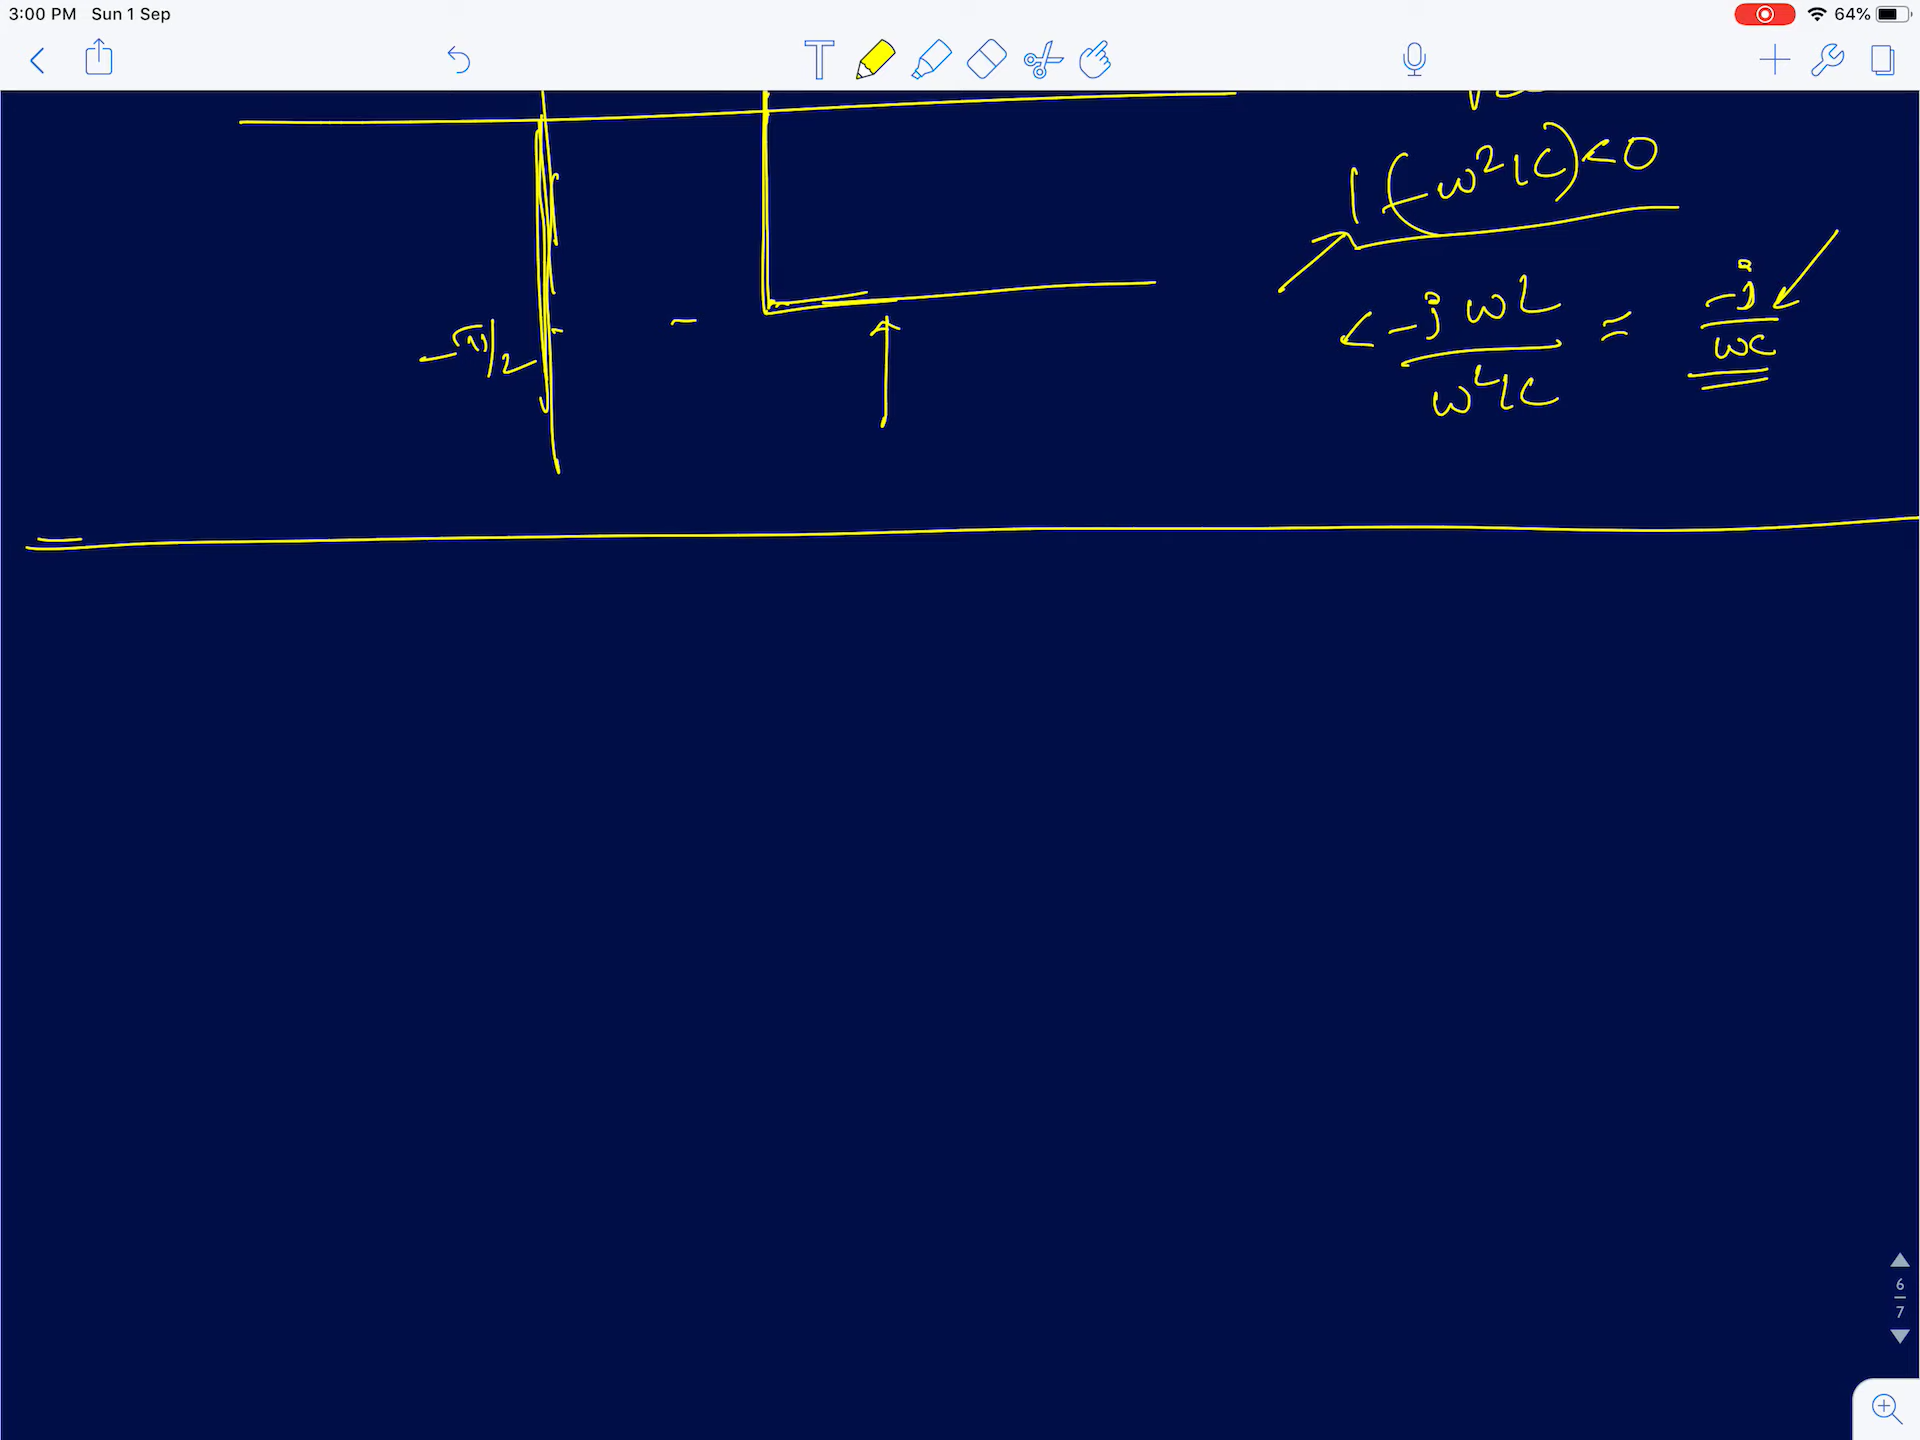 3:00 PM Sun 1 Sep
64%
T
1 (-ω²LC) < 0
-π/2
< -jωL / ω²LC = -j / ωC
6
7